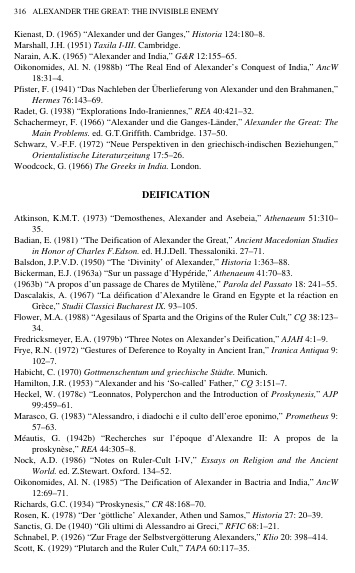 316 ALEXANDER THE GREAT: THE INVISIBLE ENEMY
Kienast, D. (1965) “Alexander und der Ganges,” Historia 124:180–8.
Marshall, J.H. (1951) Taxila I-III. Cambridge.
Narain, A.K. (1965) “Alexander and India,” G&R 12:155–65.
Oikonomides, Al. N. (1988b) “The Real End of Alexander’s Conquest of India,” AncW
18:31–4.
Pfister, F. (1941) “Das Nachleben der Überlieferung von Alexander und den Brahmanen,”
Hermes 76:143–69.
Radet, G. (1938) “Explorations Indo-Iraniennes,” REA 40:421–32.
Schachermeyr, F. (1966) “Alexander und die Ganges-Länder,” Alexander the Great: The
Main Problems. ed. G.T.Griffith. Cambridge. 137–50.
Schwarz, V.-F.F. (1972) “Neue Perspektiven in den griechisch-indischen Beziehungen,”
Orientalistische Literaturzeitung 17:5–26.
Woodcock, G. (1966) The Greeks in India. London.
DEIFICATION
Atkinson, K.M.T. (1973) “Demosthenes, Alexander and Asebeia,” Athenaeum 51:310–
35.
Badian, E. (1981) “The Deification of Alexander the Great,” Ancient Macedonian Studies
in Honor of Charles F.Edson. ed. H.J.Dell. Thessaloniki. 27–71.
Balsdon, J.P.V.D. (1950) “The ‘Divinity’ of Alexander,” Historia 1:363–88.
Bickerman, E.J. (1963a) “Sur un passage d’Hypéride,” Athenaeum 41:70–83.
(1963b) “A propos d’un passage de Chares de Mytilène,” Parola del Passato 18: 241–55.
Dascalakis, A. (1967) “La déification d’Alexandre le Grand en Egypte et la réaction en
Grèce,” Studii Classici Bucharest IX. 93–105.
Flower, M.A. (1988) “Agesilaus of Sparta and the Origins of the Ruler Cult,” CQ 38:123–
34.
Fredricksmeyer, E.A. (1979b) “Three Notes on Alexander’s Deification,” AJAH 4:1–9.
Frye, R.N. (1972) “Gestures of Deference to Royalty in Ancient Iran,” Iranica Antiqua 9:
102–7.
Habicht, C. (1970) Gottmenschentum und griechische Städte. Munich.
Hamilton, J.R. (1953) “Alexander and his ‘So-called’ Father,” CQ 3:151–7.
Heckel, W. (1978c) “Leonnatos, Polyperchon and the Introduction of Proskynesis,” AJP
99:459–61.
Marasco, G. (1983) “Alessandro, i diadochi e il culto dell’eroe eponimo,” Prometheus 9:
57–63.
Méautis, G. (1942b) “Recherches sur l’époque d’Alexandre II: A propos de la
proskynèse,” REA 44:305–8.
Nock, A.D. (1986) “Notes on Ruler-Cult I-IV,” Essays on Religion and the Ancient
World. ed. Z.Stewart. Oxford. 134–52.
Oikonomides, Al. N. (1985) “The Deification of Alexander in Bactria and India,” AncW
12:69–71.
Richards, G.C. (1934) “Proskynesis,” CR 48:168–70.
Rosen, K. (1978) “Der ‘göttliche’ Alexander, Athen und Samos,” Historia 27: 20–39.
Sanctis, G. De (1940) “Gli ultimi di Alessandro ai Greci,” RFIC 68:1–21.
Schnabel, P. (1926) “Zur Frage der Selbstvergötterung Alexanders,” Klio 20: 398–414.
Scott, K. (1929) “Plutarch and the Ruler Cult,” TAPA 60:117–35.